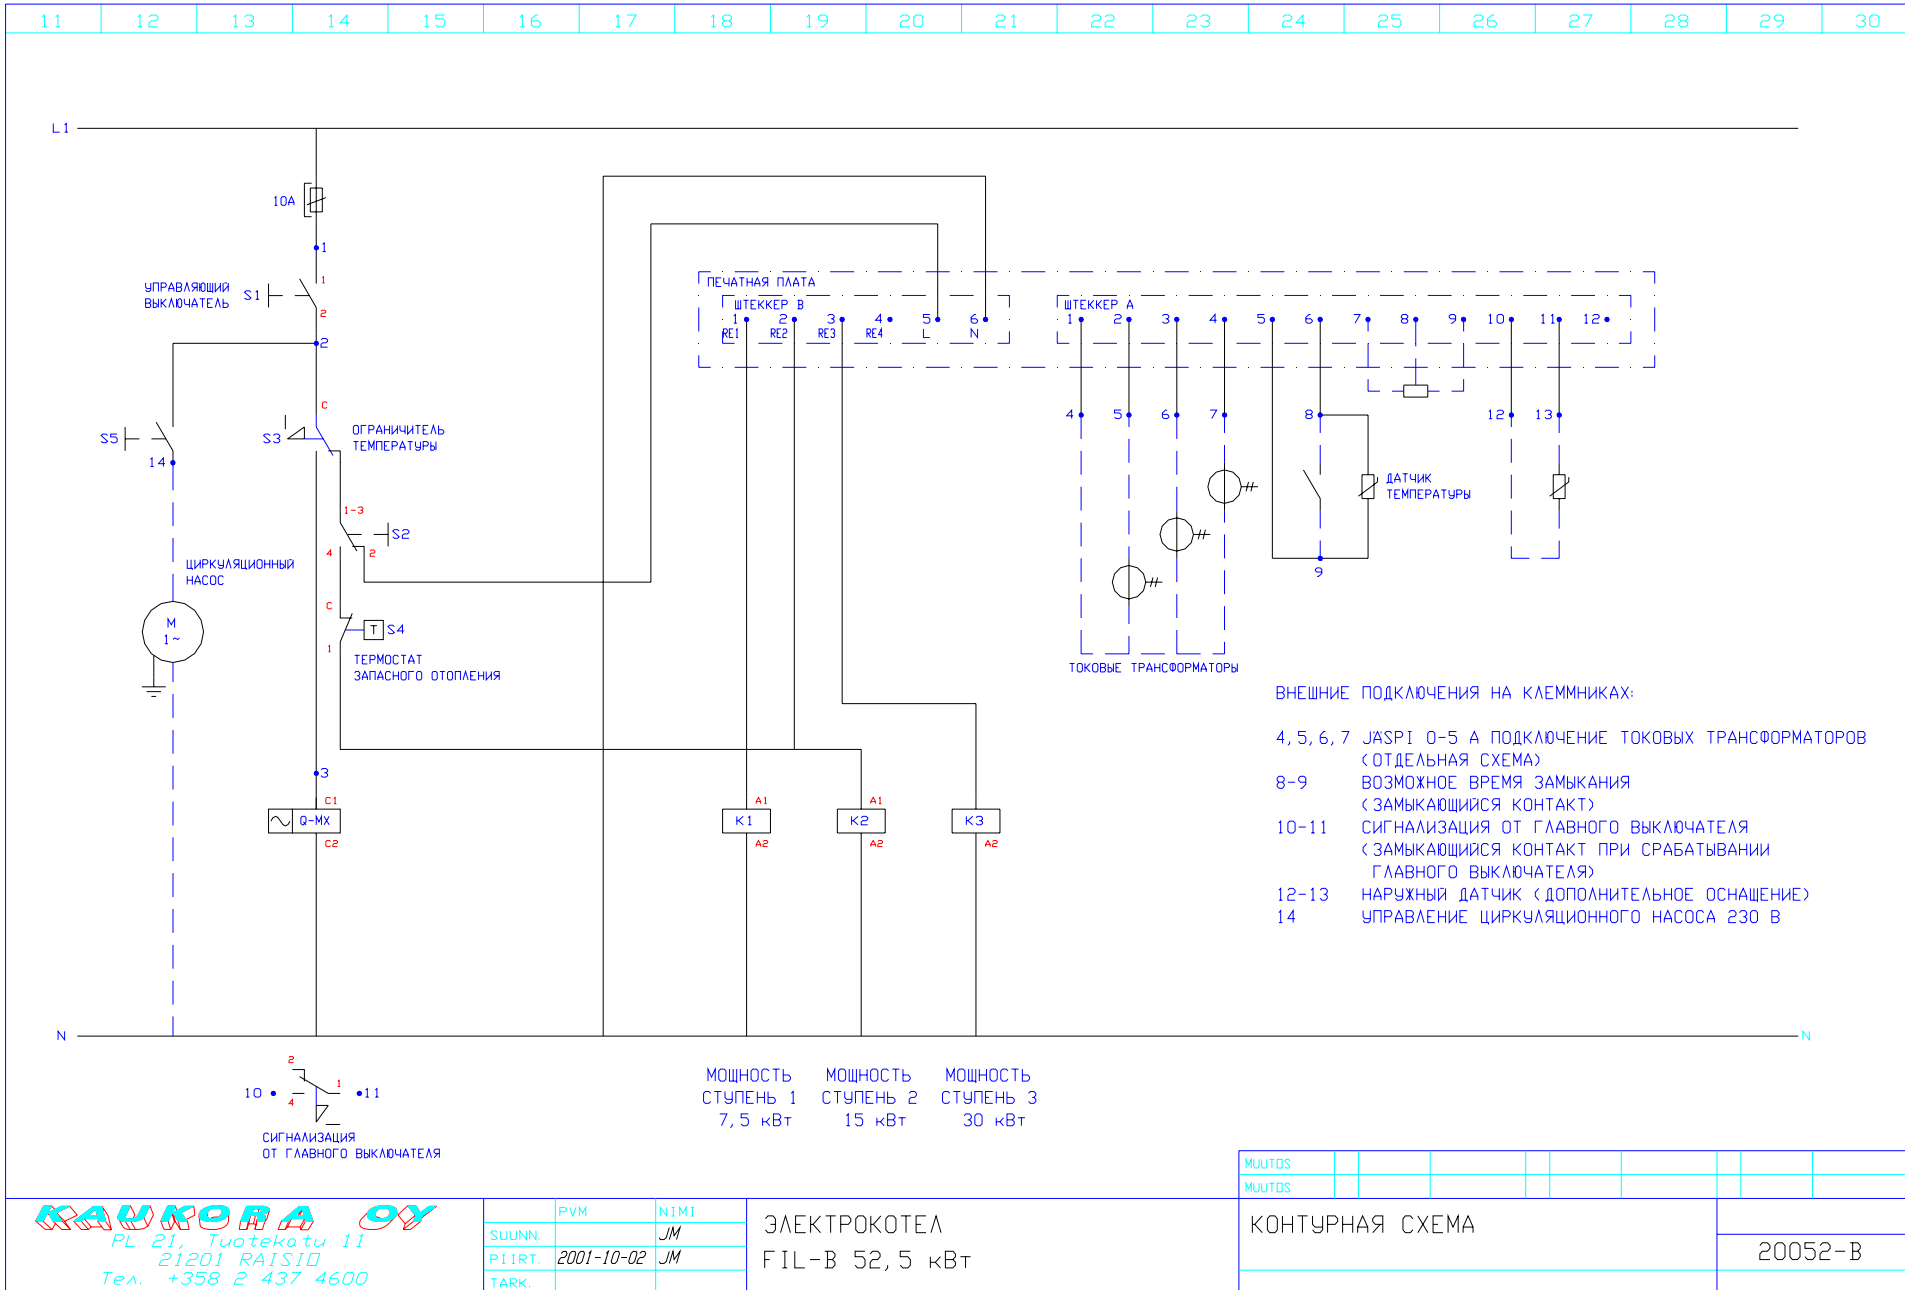 11 12 13 14 15 16 17 18 19 20 21 22 23 24 25 26 27 28 29 30
L1
10А
1
УПРАВЛЯЮЩИЙ
ВЫКЛЮЧАТЕЛЬ
S1
1
2
2
ПЕЧАТНАЯ ПЛАТА
ШТЕККЕР B
1 2 3 4 5 6
RE1 RE2 RE3 RE4 L N
ШТЕККЕР A
1 2 3 4 5 6 7 8 9 10 11 12
4 5 6 7 8 12 13
C
S3
ОГРАНИЧИТЕЛЬ
ТЕМПЕРАТУРЫ
S5
14
1-3
S2
4 2
ДАТЧИК
ТЕМПЕРАТУРЫ
9
ЦИРКУЛЯЦИОННЫЙ
НАСОС
M
1~
C
T S4
1
ТЕРМОСТАТ
ЗАПАСНОГО ОТОПЛЕНИЯ
ТОКОВЫЕ ТРАНСФОРМАТОРЫ
3
C1
Q-MX
C2
A1
K1
A2
A1
K2
A2
K3
A2
ВНЕШНИЕ ПОДКЛЮЧЕНИЯ НА КЛЕММНИКАХ:
4,5,6,7 JÄSPI 0-5 А ПОДКЛЮЧЕНИЕ ТОКОВЫХ ТРАНСФОРМАТОРОВ
(ОТДЕЛЬНАЯ СХЕМА)
8-9 ВОЗМОЖНОЕ ВРЕМЯ ЗАМЫКАНИЯ
(ЗАМЫКАЮЩИЙСЯ КОНТАКТ)
10-11 СИГНАЛИЗАЦИЯ ОТ ГЛАВНОГО ВЫКЛЮЧАТЕЛЯ
(ЗАМЫКАЮЩИЙСЯ КОНТАКТ ПРИ СРАБАТЫВАНИИ
ГЛАВНОГО ВЫКЛЮЧАТЕЛЯ)
12-13 НАРУЖНЫЙ ДАТЧИК (ДОПОЛНИТЕЛЬНОЕ ОСНАЩЕНИЕ)
14 УПРАВЛЕНИЕ ЦИРКУЛЯЦИОННОГО НАСОСА 230 В
N
N
2
10 4 1 11
СИГНАЛИЗАЦИЯ
ОТ ГЛАВНОГО ВЫКЛЮЧАТЕЛЯ
МОЩНОСТЬ
СТУПЕНЬ 1
7,5 кВт
МОЩНОСТЬ
СТУПЕНЬ 2
15 кВт
МОЩНОСТЬ
СТУПЕНЬ 3
30 кВт
MUUTOS
MUUTOS
KAUKORA OY
PL 21, Tuotekatu 11
21201 RAISIO
Тел. +358 2 437 4600
PVM NIMI
SUUNN. JM
PIIRT. 2001-10-02 JM
TARK.
ЭЛЕКТРОКОТЕЛ
FIL-B 52,5 кВт
КОНТУРНАЯ СХЕМА
20052-B